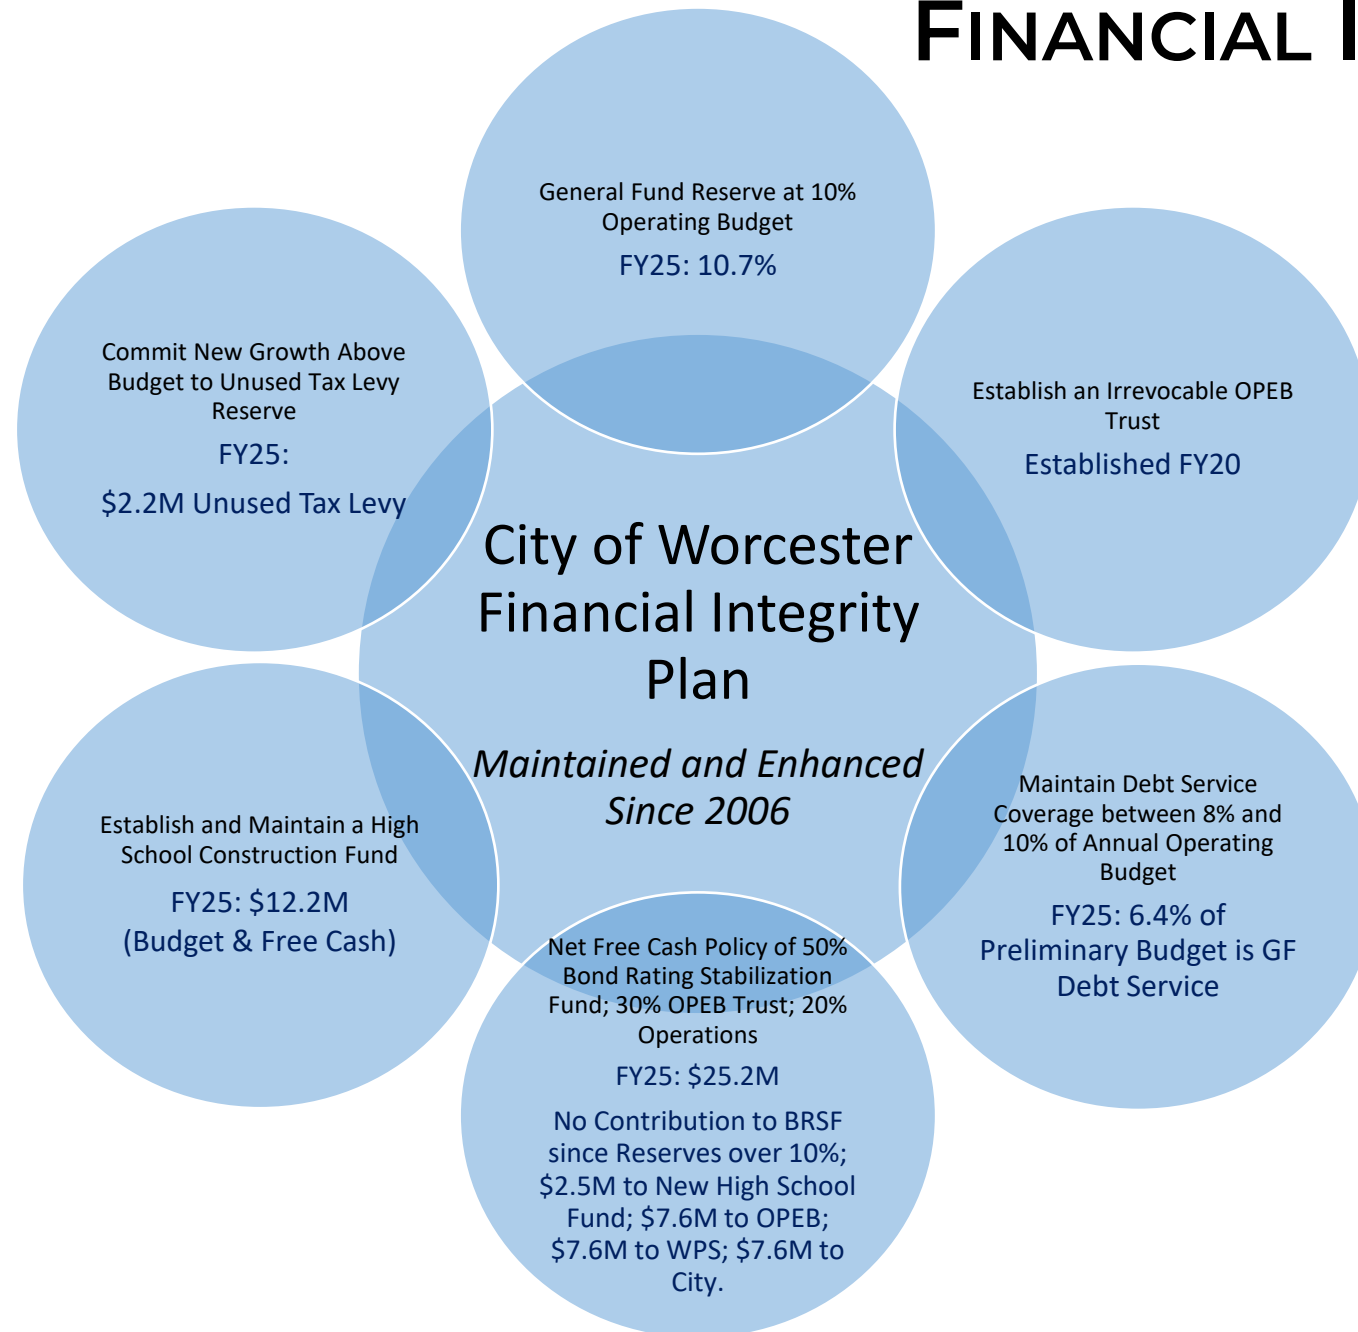 FINANCIAL I
General Fund Reserve at 10%
Operating Budget
FY25: 10.7%
Commit New Growth Above
Budget to Unused Tax Levy
Reserve
FY25:
$2.2M Unused Tax Levy
Establish an Irrevocable OPEB
Trust
Established FY20
City of Worcester
Financial Integrity
Plan
Maintained and Enhanced
Since 2006
Establish and Maintain a High
School Construction Fund
FY25: $12.2M
(Budget & Free Cash)
Maintain Debt Service
Coverage between 8% and
10% of Annual Operating
Budget
FY25: 6.4% of
Preliminary Budget is GF
Debt Service
Net Free Cash Policy of 50%
Bond Rating Stabilization
Fund; 30% OPEB Trust; 20%
Operations
FY25: $25.2M
No Contribution to BRSF
since Reserves over 10%;
$2.5M to New High School
Fund; $7.6M to OPEB;
$7.6M to WPS; $7.6M to
City.